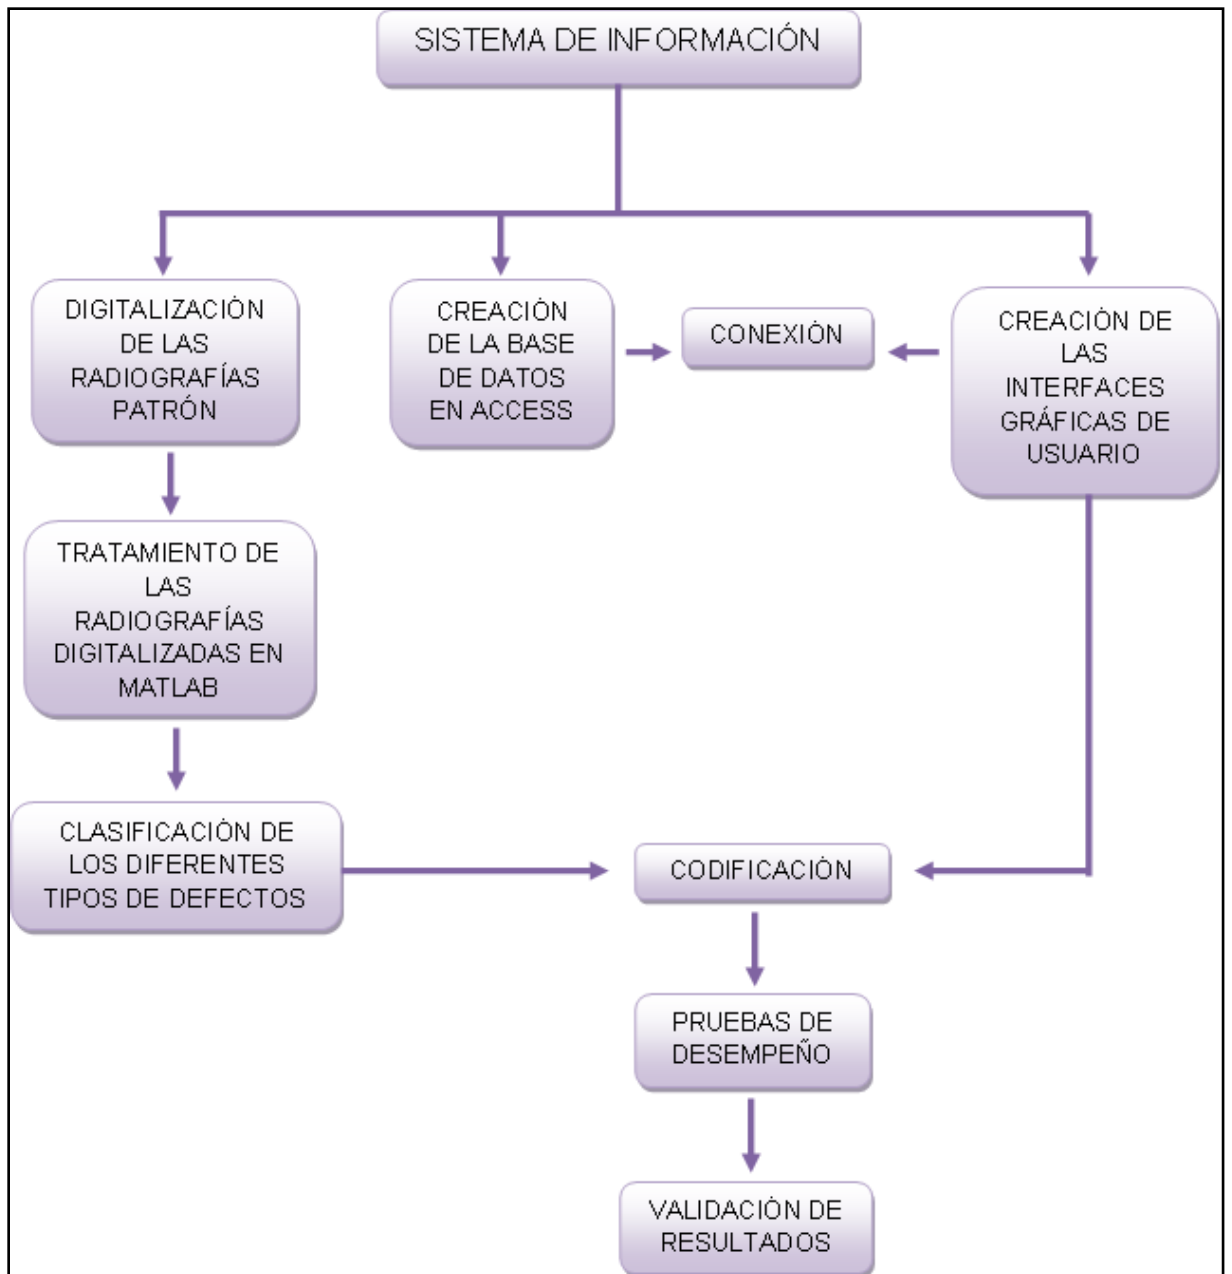 SISTEMA DE INFORMACIÓN
DIGITALIZACIÓN
DE LAS
RADIOGRAFÍAS
PATRÓN
CREACIÓN
DE LA BASE
DE DATOS
EN ACCESS
CONEXIÓN
CREACIÓN DE
LAS
INTERFACES
GRÁFICAS DE
USUARIO
TRATAMIENTO DE
LAS
RADIOGRAFÍAS
DIGITALIZADAS EN
MATLAB
CLASIFICACIÓN DE
LOS DIFERENTES
TIPOS DE DEFECTOS
CODIFICACIÓN
PRUEBAS DE
DESEMPEÑO
VALIDACIÓN DE
RESULTADOS